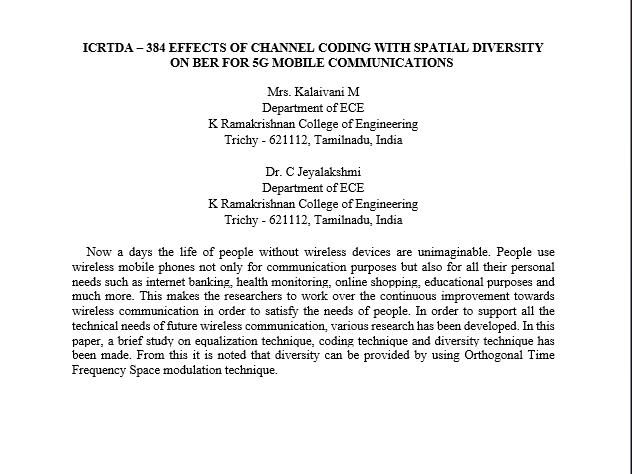 ICRTDA – 384 EFFECTS OF CHANNEL CODING WITH SPATIAL DIVERSITY
ON BER FOR 5G MOBILE COMMUNICATIONS
Mrs. Kalaivani M
Department of ECE
K Ramakrishnan College of Engineering
Trichy - 621112, Tamilnadu, India
Dr. C Jeyalakshmi
Department of ECE
K Ramakrishnan College of Engineering
Trichy - 621112, Tamilnadu, India
Now a days the life of people without wireless devices are unimaginable. People use
wireless mobile phones not only for communication purposes but also for all their personal
needs such as internet banking, health monitoring, online shopping, educational purposes and
much more. This makes the researchers to work over the continuous improvement towards
wireless communication in order to satisfy the needs of people. In order to support all the
technical needs of future wireless communication, various research has been developed. In this
paper, a brief study on equalization technique, coding technique and diversity technique has
been made. From this it is noted that diversity can be provided by using Orthogonal Time
Frequency Space modulation technique.